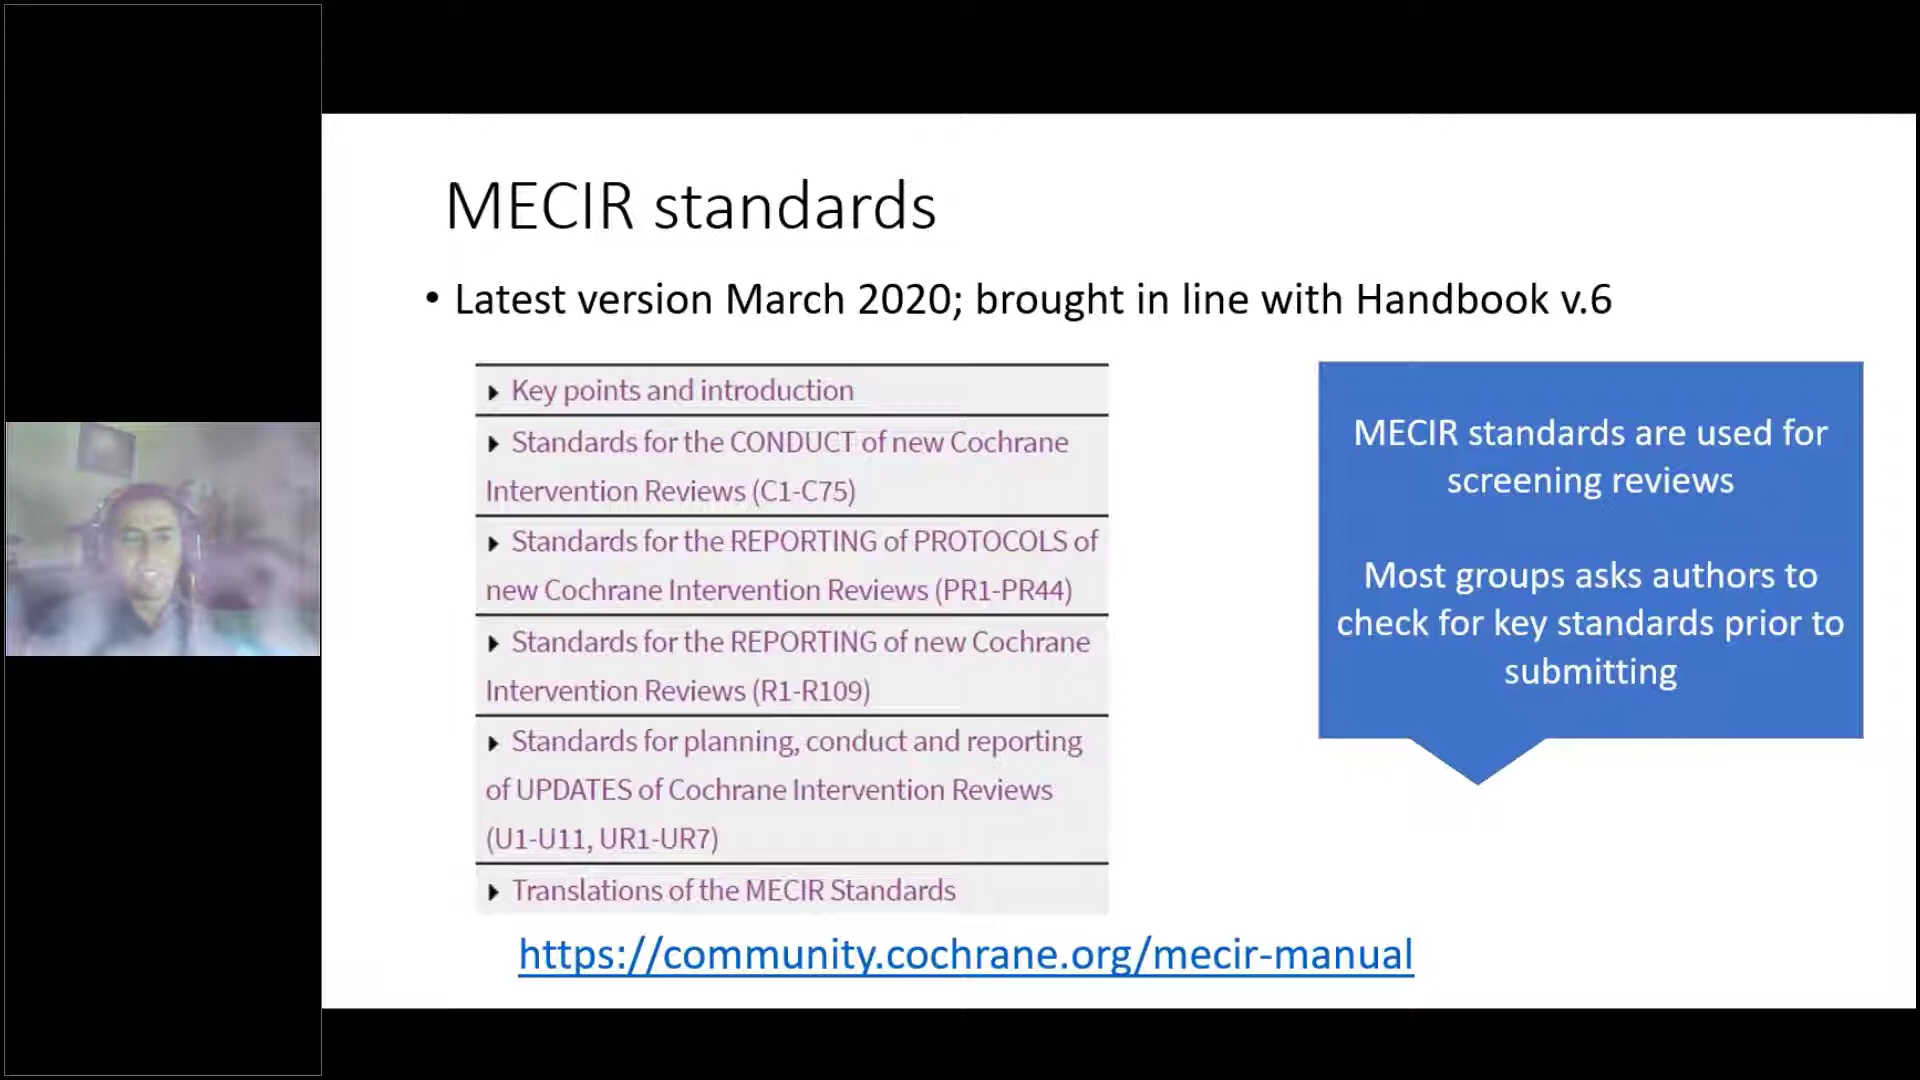 MECIR standards
• Latest version March 2020; brought in line with Handbook v.6
Key points and introduction
Standards for the CONDUCT of new Cochrane
Intervention Reviews (C1-C75)
Standards for the REPORTING of PROTOCOLS of
new Cochrane Intervention Reviews (PR1-PR44)
Standards for the REPORTING of new Cochrane
Intervention Reviews (R1-R109)
Standards for planning, conduct and reporting
of UPDATES of Cochrane Intervention Reviews
(U1-U11, UR1-UR7)
Translations of the MECIR Standards
https://community.cochrane.org/mecir-manual
MECIR standards are used for
screening reviews
Most groups asks authors to
check for key standards prior to
submitting